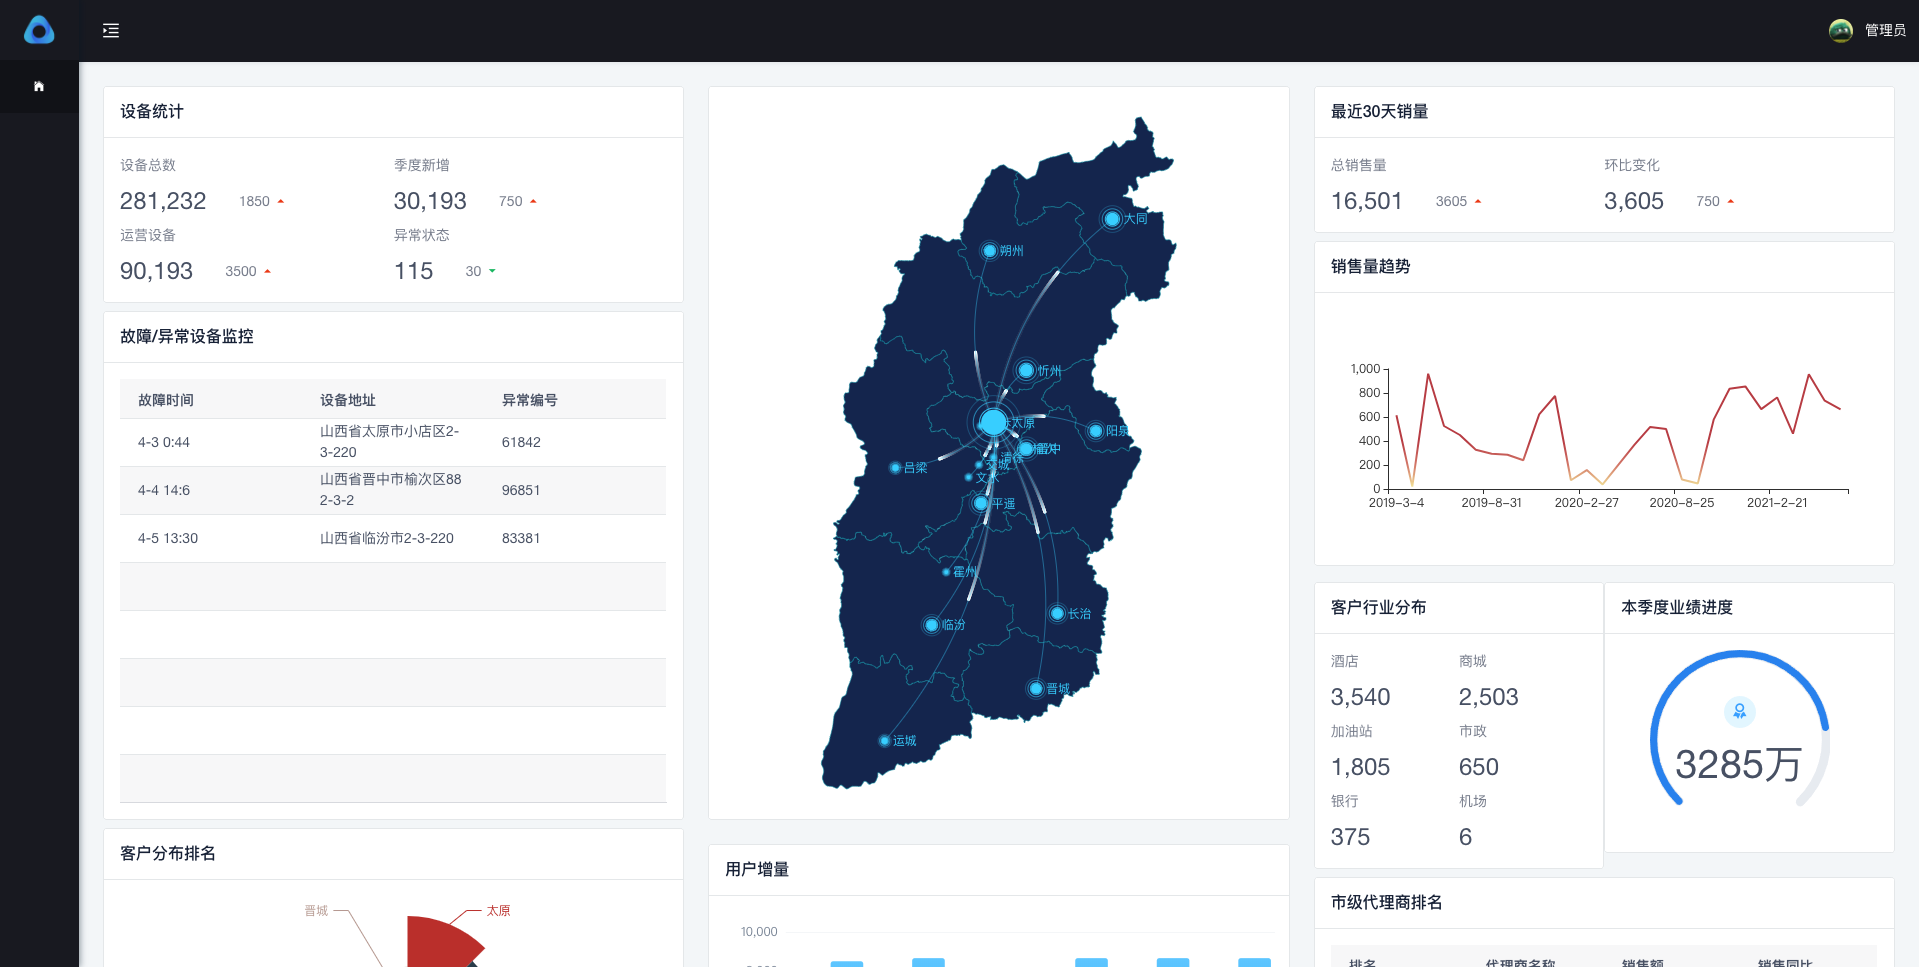 管理员
设备统计
设备总数
季度新增
281,232
1850
30,193
750
运营设备
异常状态
90,193
3500
115
30
故障/异常设备监控
故障时间
设备地址
异常编号
4-3 0:44
山西省太原市小店区2-
3-220
61842
4-4 14:6
山西省晋中市榆次区88
2-3-2
96851
4-5 13:30
山西省临汾市2-3-220
83381
客户分布排名
晋城
太原
大同
朔州
忻州
太原
阳泉
晋中
吕梁
清徐
交城
文水
平遥
霍州
长治
临汾
晋城
运城
用户增量
10,000
最近30天销量
总销售量
环比变化
16,501
3605
3,605
750
销售量趋势
1,000
800
600
400
200
0
2019-3-4
2019-8-31
2020-2-27
2020-8-25
2021-2-21
客户行业分布
酒店
商城
3,540
2,503
加油站
市政
1,805
650
银行
机场
375
6
本季度业绩进度
3285万
市级代理商排名
排名
代理商名称
销售额
销售同比